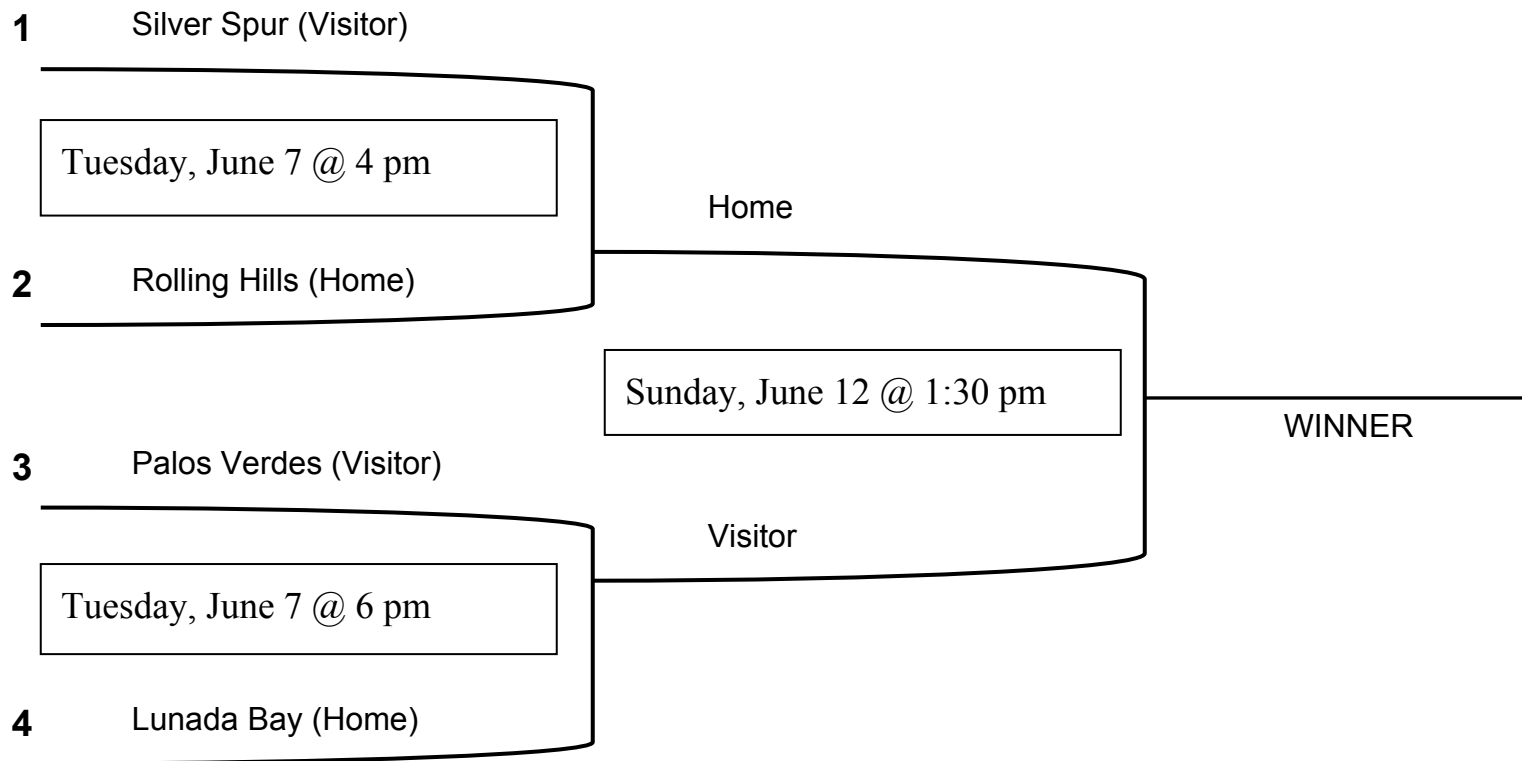 1 Silver Spur (Visitor)
Tuesday, June 7 @ 4 pm
Home
2 Rolling Hills (Home)
Sunday, June 12 @ 1:30 pm
WINNER
3 Palos Verdes (Visitor)
Visitor
Tuesday, June 7 @ 6 pm
4 Lunada Bay (Home)